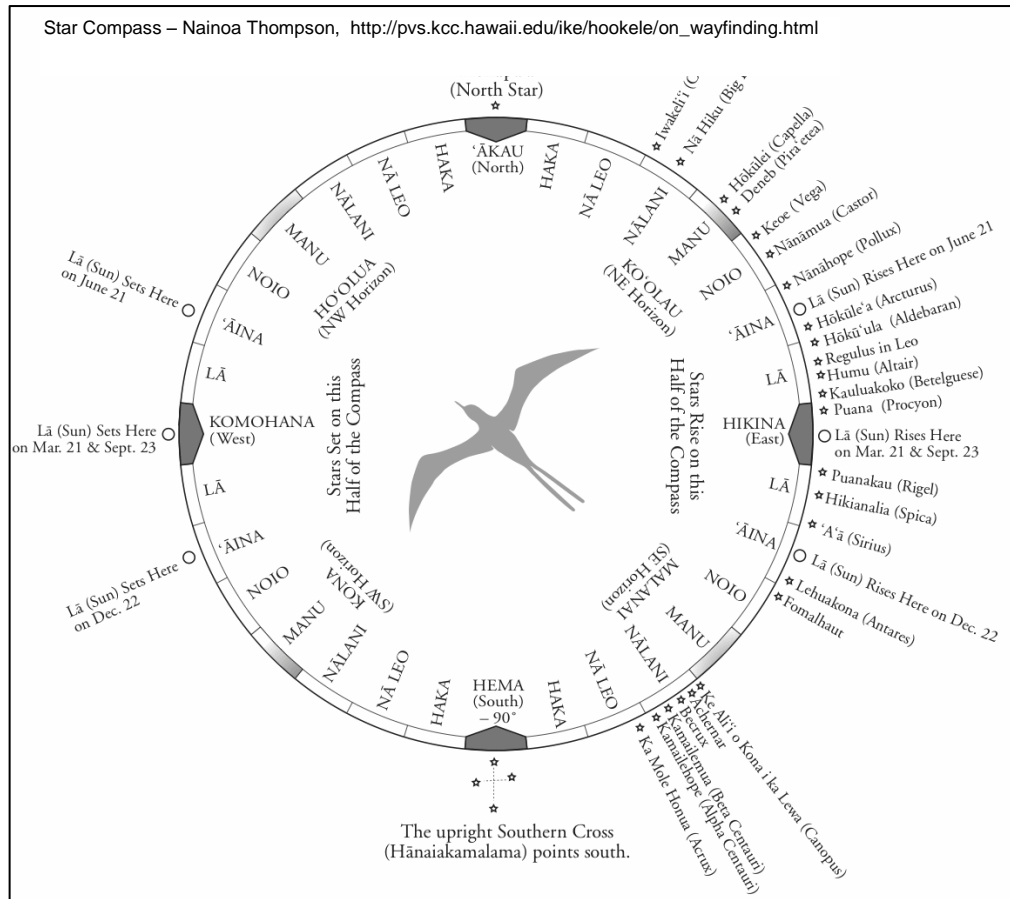 Star Compass – Nainoa Thompson, http://pvs.kcc.hawaii.edu/ike/hookele/on_wayfinding.html
(North Star)
ʻĀKAU
(North)
HAKA
NĀ LEO
NĀLANI
MANU
NOIO
ʻĀINA
LĀ
HIKINA
(East)
LĀ
ʻĀINA
NOIO
MANU
NĀLANI
NĀ LEO
HAKA
HEMA
(South)
– 90°
HAKA
NĀ LEO
NĀLANI
MANU
NOIO
ʻĀINA
LĀ
KOMOHANA
(West)
LĀ
ʻĀINA
NOIO
MANU
NĀLANI
NĀ LEO
HAKA
HOʻOLUA
(NW Horizon)
KOʻOLAU
(NE Horizon)
MALANAI
(SE Horizon)
KONA
(SW Horizon)
Stars Set on this
Half of the Compass
Stars Rise on this
Half of the Compass
Iwakeliʻi
Nā Hiku (Big
Hōkūlei (Capella)
Deneb (Piraʻetea)
Keoe (Vega)
Nānāmua (Castor)
Nānāhope (Pollux)
Lā (Sun) Rises Here on June 21
Hōkūleʻa (Arcturus)
Hōkūʻula (Aldebaran)
Regulus in Leo
Humu (Altair)
Kauluakoko (Betelguese)
Puana (Procyon)
Lā (Sun) Rises Here
on Mar. 21 & Sept. 23
Puanakau (Rigel)
Hikianalia (Spica)
ʻAʻā (Sirius)
Lā (Sun) Rises Here on Dec. 22
Lehuakona (Antares)
Fomalhaut
Ke Aliʻi o Kona i ka Lewa (Canopus)
Achernar
Becrux
Kamailemua (Beta Centauri)
Kamailehope (Alpha Centauri)
Ka Mole Honua (Acrux)
Lā (Sun) Sets Here
on June 21
Lā (Sun) Sets Here
on Mar. 21 & Sept. 23
Lā (Sun) Sets Here
on Dec. 22
The upright Southern Cross
(Hānaiakamalama) points south.